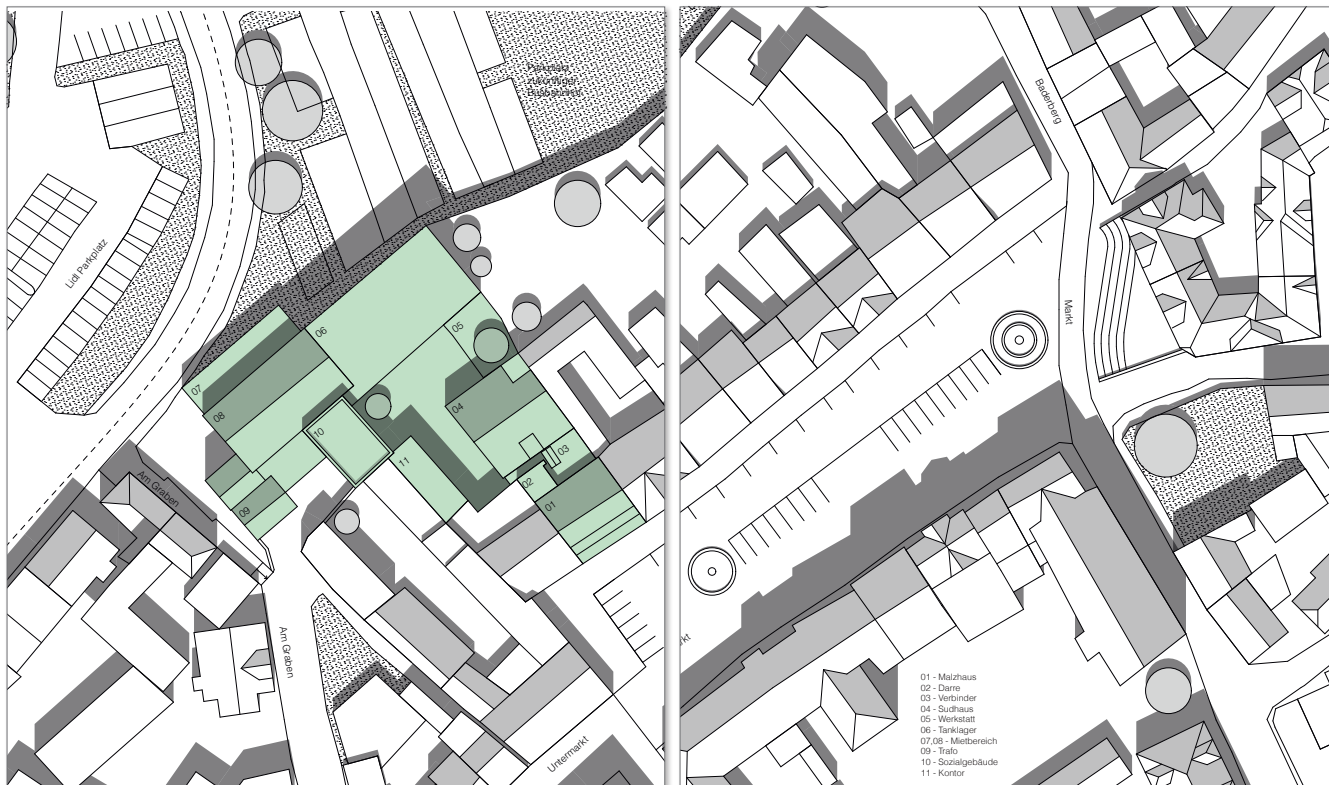 Parkplatz
zukünftiger
Busbahnhof
Baderberg
Lidl Parkplatz
Markt
06
05
07
08
04
10
11
03
02
01
09
Am Graben
Am Graben
Untermarkt
01 - Malzhaus
02 - Darre
03 - Verbinder
04 - Sudhaus
05 - Werkstatt
06 - Tanklager
07,08 - Mietbereich
09 - Trafo
10 - Sozialgebäude
11 - Kontor